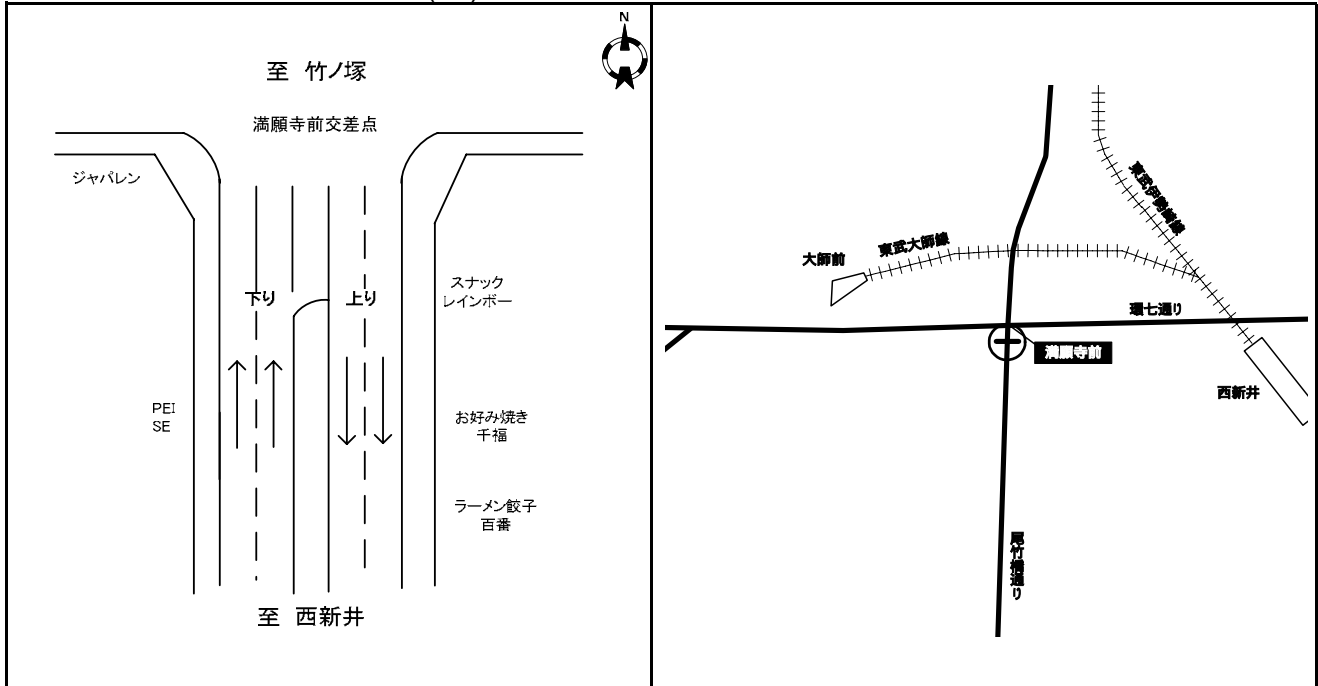 N
至 竹ノ塚
満願寺前交差点
ジャパレン
スナック
レインボー
下り
上り
PEI
SE
お好み焼き
千福
ラーメン餃子
百番
至 西新井
東武伊勢崎線
東武大師線
大師前
環七通り
満願寺前
西新井
尾竹橋通り